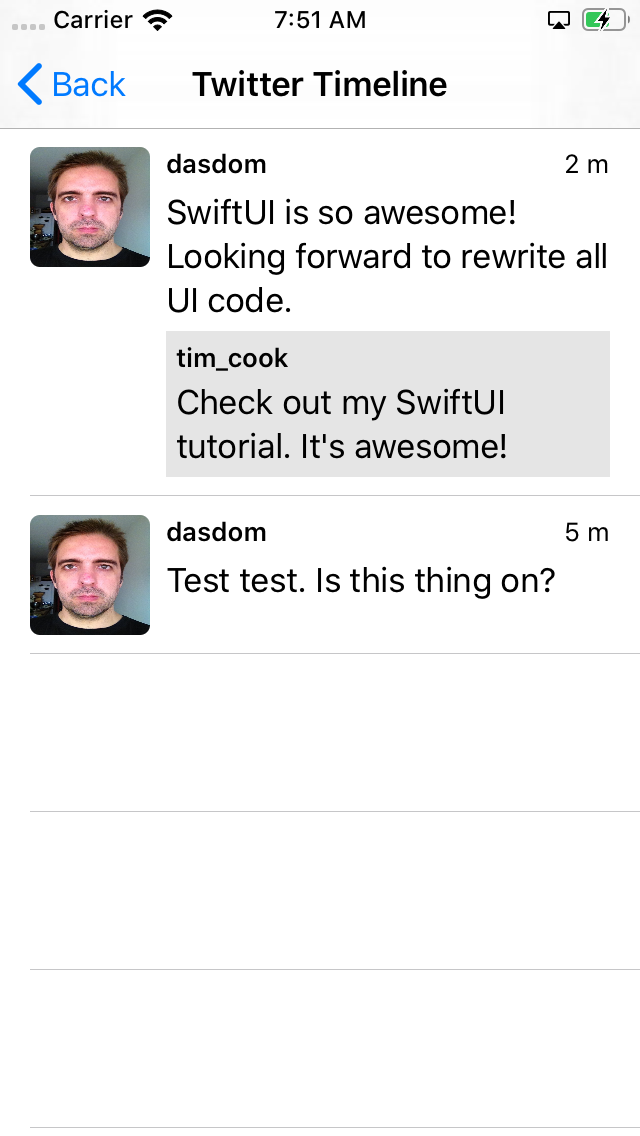 Carrier 7:51 AM
Back Twitter Timeline
dasdom 2 m
SwiftUI is so awesome!
Looking forward to rewrite all
UI code.
tim_cook
Check out my SwiftUI
tutorial. It's awesome!
dasdom 5 m
Test test. Is this thing on?